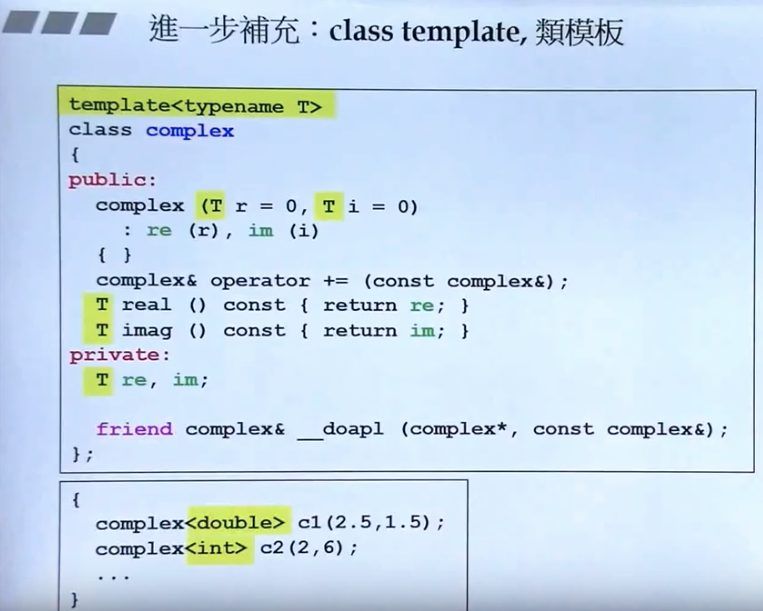 進一步補充：class template, 類模板
template<typename T>
class complex
{
public:
complex (T r = 0, T i = 0)
: re (r), im (i)
{ }
complex& operator += (const complex&);
T real () const { return re; }
T imag () const { return im; }
private:
T re, im;
friend complex& __doapl (complex*, const complex&);
};
{
complex<double> c1(2.5,1.5);
complex<int> c2(2,6);
...
}